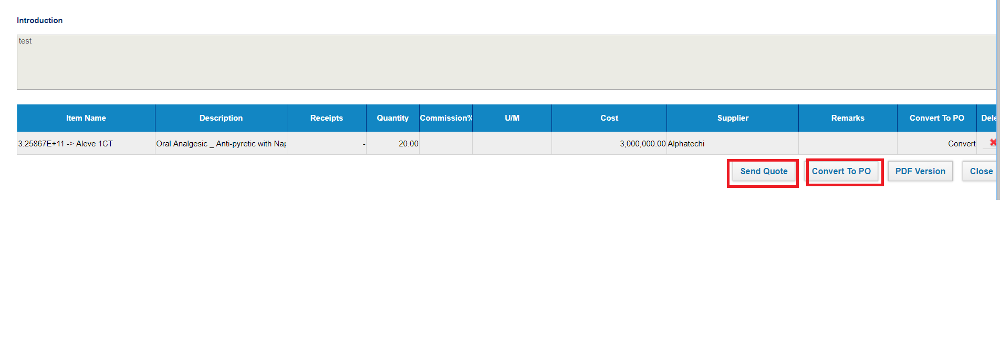 Introduction
test
Item Name Description Receipts Quantity Commission% U/M Cost Supplier Remarks Convert To PO Dele
3.25867E+11 -> Aleve 1CT Oral Analgesic _ Anti-pyretic with Nap - 20.00 3,000,000.00 Alphatechi Convert
Send Quote Convert To PO PDF Version Close